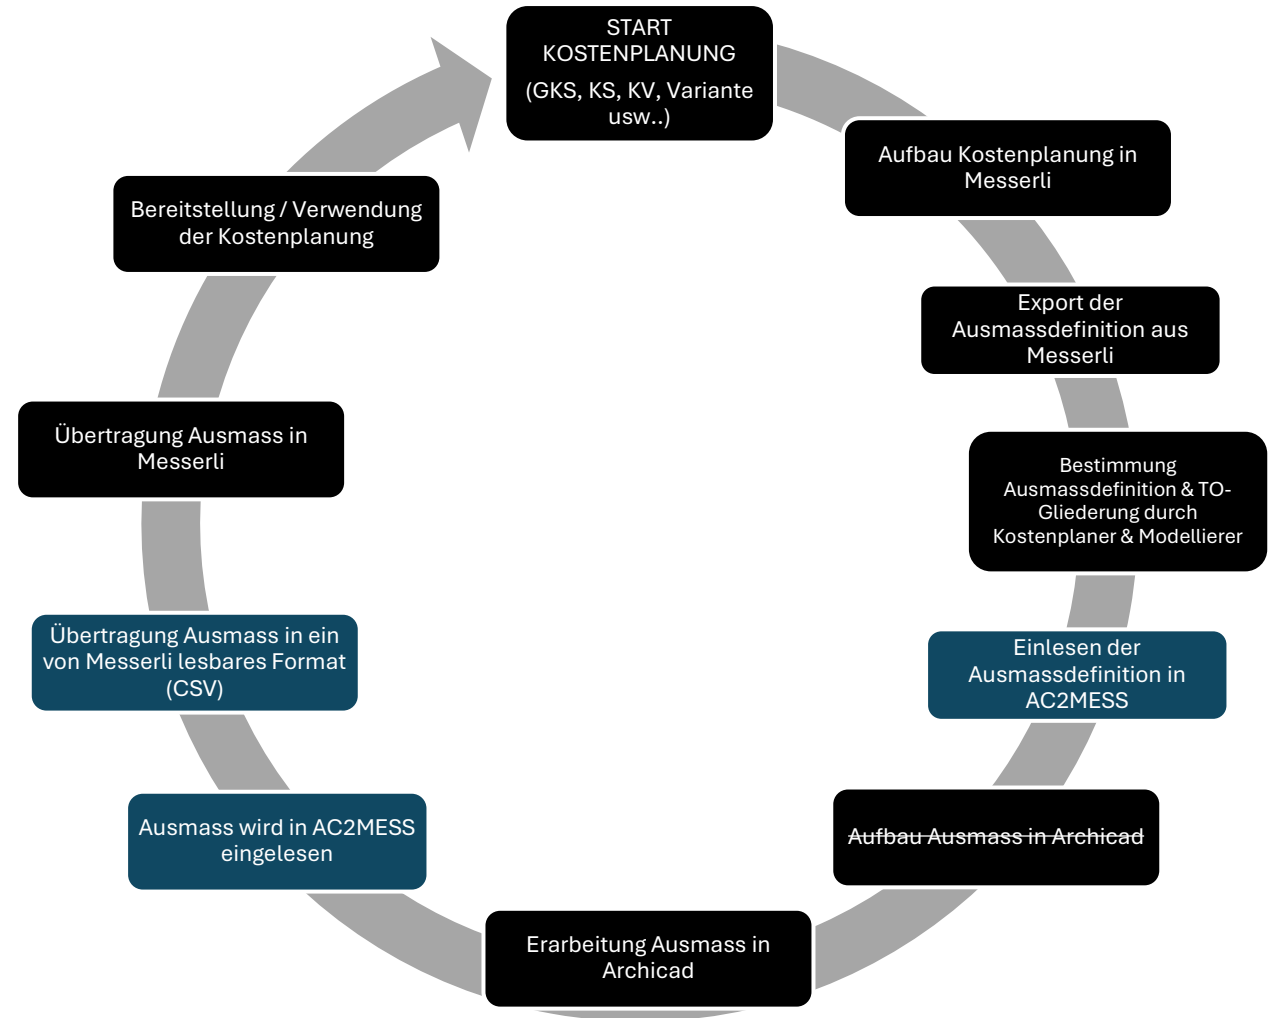 START
KOSTENPLANUNG
(GKS, KS, KV, Variante
usw..)
Aufbau Kostenplanung in
Messerli
Export der
Ausmassdefinition aus
Messerli
Bestimmung
Ausmassdefinition & TO-
Gliederung durch
Kostenplaner & Modellierer
Einlesen der
Ausmassdefinition in
AC2MESS
Aufbau Ausmass in Archicad
Erarbeitung Ausmass in
Archicad
Ausmass wird in AC2MESS
eingelesen
Übertragung Ausmass in ein
von Messerli lesbares Format
(CSV)
Übertragung Ausmass in
Messerli
Bereitstellung / Verwendung
der Kostenplanung